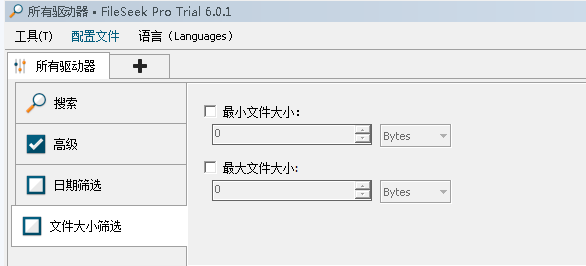 所有驱动器 • FileSeek Pro Trial 6.0.1
工具(T) 配置文件 语言（Languages）
所有驱动器
搜索
高级
日期筛选
文件大小筛选
最小文件大小:
0 Bytes
最大文件大小:
0 Bytes